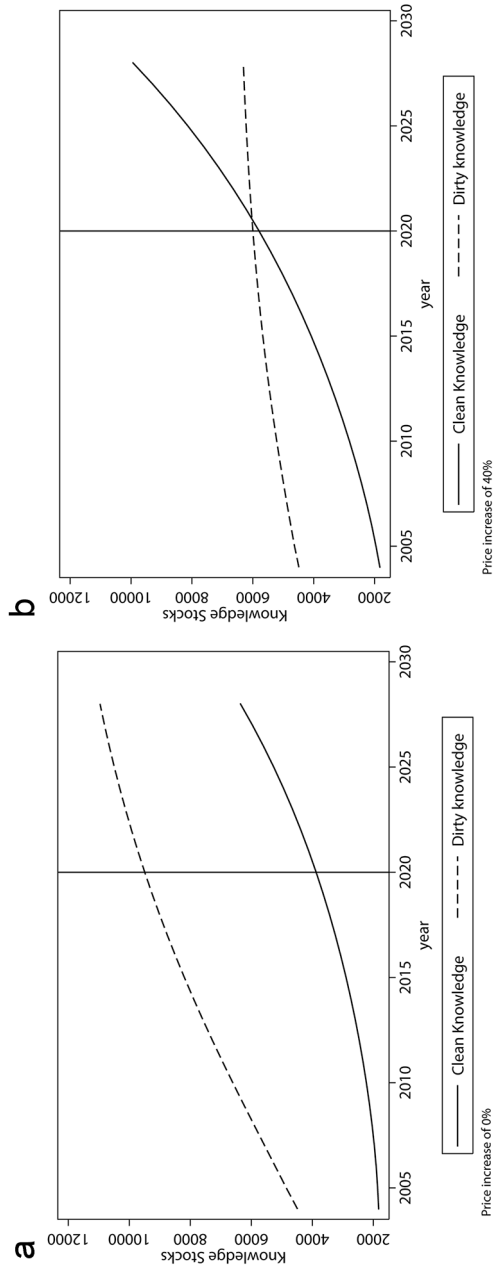 a
Knowledge Stocks
12000
10000
8000
6000
4000
2000
2005 2010 2015 2020 2025 2030
year
Clean Knowledge Dirty knowledge
Price increase of 0%
b
Knowledge Stocks
12000
10000
8000
6000
4000
2000
2005 2010 2015 2020 2025 2030
year
Clean Knowledge Dirty knowledge
Price increase of 40%